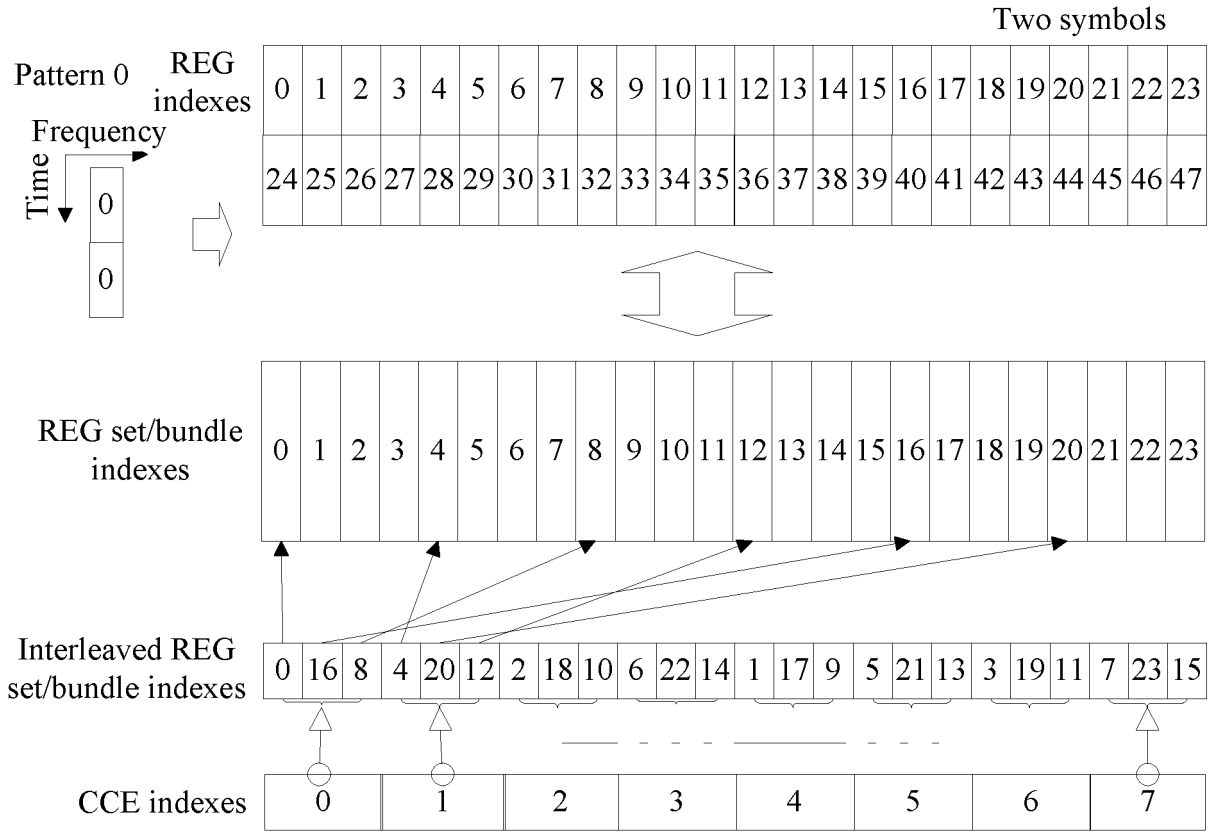 Two symbols
Pattern 0
REG
indexes
0 1 2 3 4 5 6 7 8 9 10 11 12 13 14 15 16 17 18 19 20 21 22 23
Frequency
Time
24 25 26 27 28 29 30 31 32 33 34 35 36 37 38 39 40 41 42 43 44 45 46 47
0
0
REG set/bundle
indexes
0 1 2 3 4 5 6 7 8 9 10 11 12 13 14 15 16 17 18 19 20 21 22 23
Interleaved REG
set/bundle indexes
0 16 8 4 20 12 2 18 10 6 22 14 1 17 9 5 21 13 3 19 11 7 23 15
CCE indexes
0 1 2 3 4 5 6 7